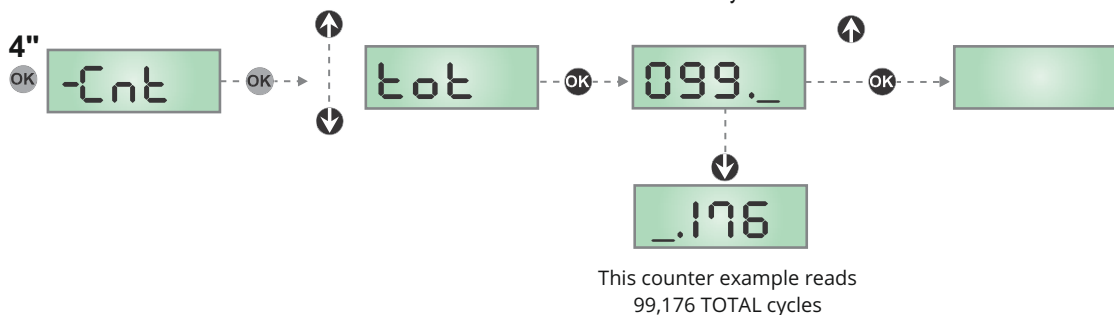 4"
OK
-Cnt
OK
tot
OK
099._
OK
_.176
This counter example reads
99,176 TOTAL cycles